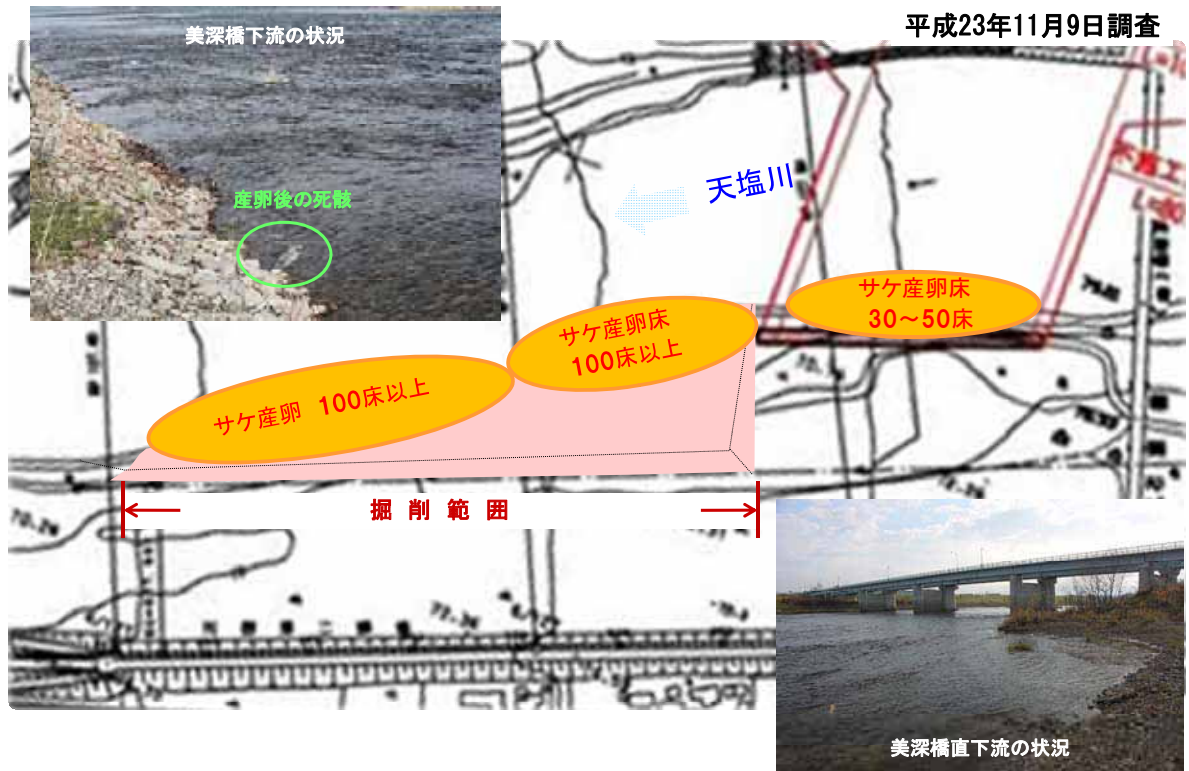 美深橋下流の状況
平成23年11月9日調査
産卵後の死骸
天塩川
サケ産卵床
30～50床
サケ産卵床
100床以上
サケ産卵 100床以上
掘削範囲
77.36
美深橋直下流の状況